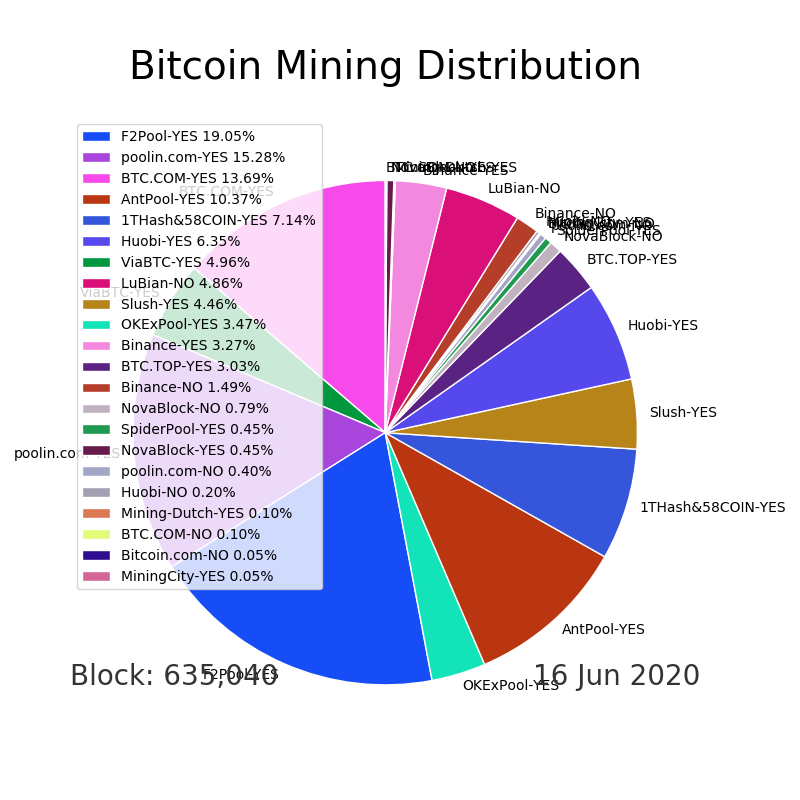 Bitcoin Mining Distribution
F2Pool-YES 19.05%
poolin.com-YES 15.28%
BTC.COM-YES 13.69%
AntPool-YES 10.37%
1THash&58COIN-YES 7.14%
Huobi-YES 6.35%
ViaBTC-YES 4.96%
LuBian-NO 4.86%
Slush-YES 4.46%
OKExPool-YES 3.47%
Binance-YES 3.27%
BTC.TOP-YES 3.03%
Binance-NO 1.49%
NovaBlock-NO 0.79%
SpiderPool-YES 0.45%
NovaBlock-YES 0.45%
poolin.com-NO 0.40%
Huobi-NO 0.20%
Mining-Dutch-YES 0.10%
BTC.COM-NO 0.10%
Bitcoin.com-NO 0.05%
MiningCity-YES 0.05%
BTC.COM-YES
ViaBTC-YES
poolin.com-YES
F2Pool-YES
OKExPool-YES
AntPool-YES
1THash&58COIN-YES
Slush-YES
Huobi-YES
BTC.TOP-YES
NovaBlock-NO
SpiderPool-YES
Binance-NO
LuBian-NO
Binance-YES
Block: 635,040
16 Jun 2020